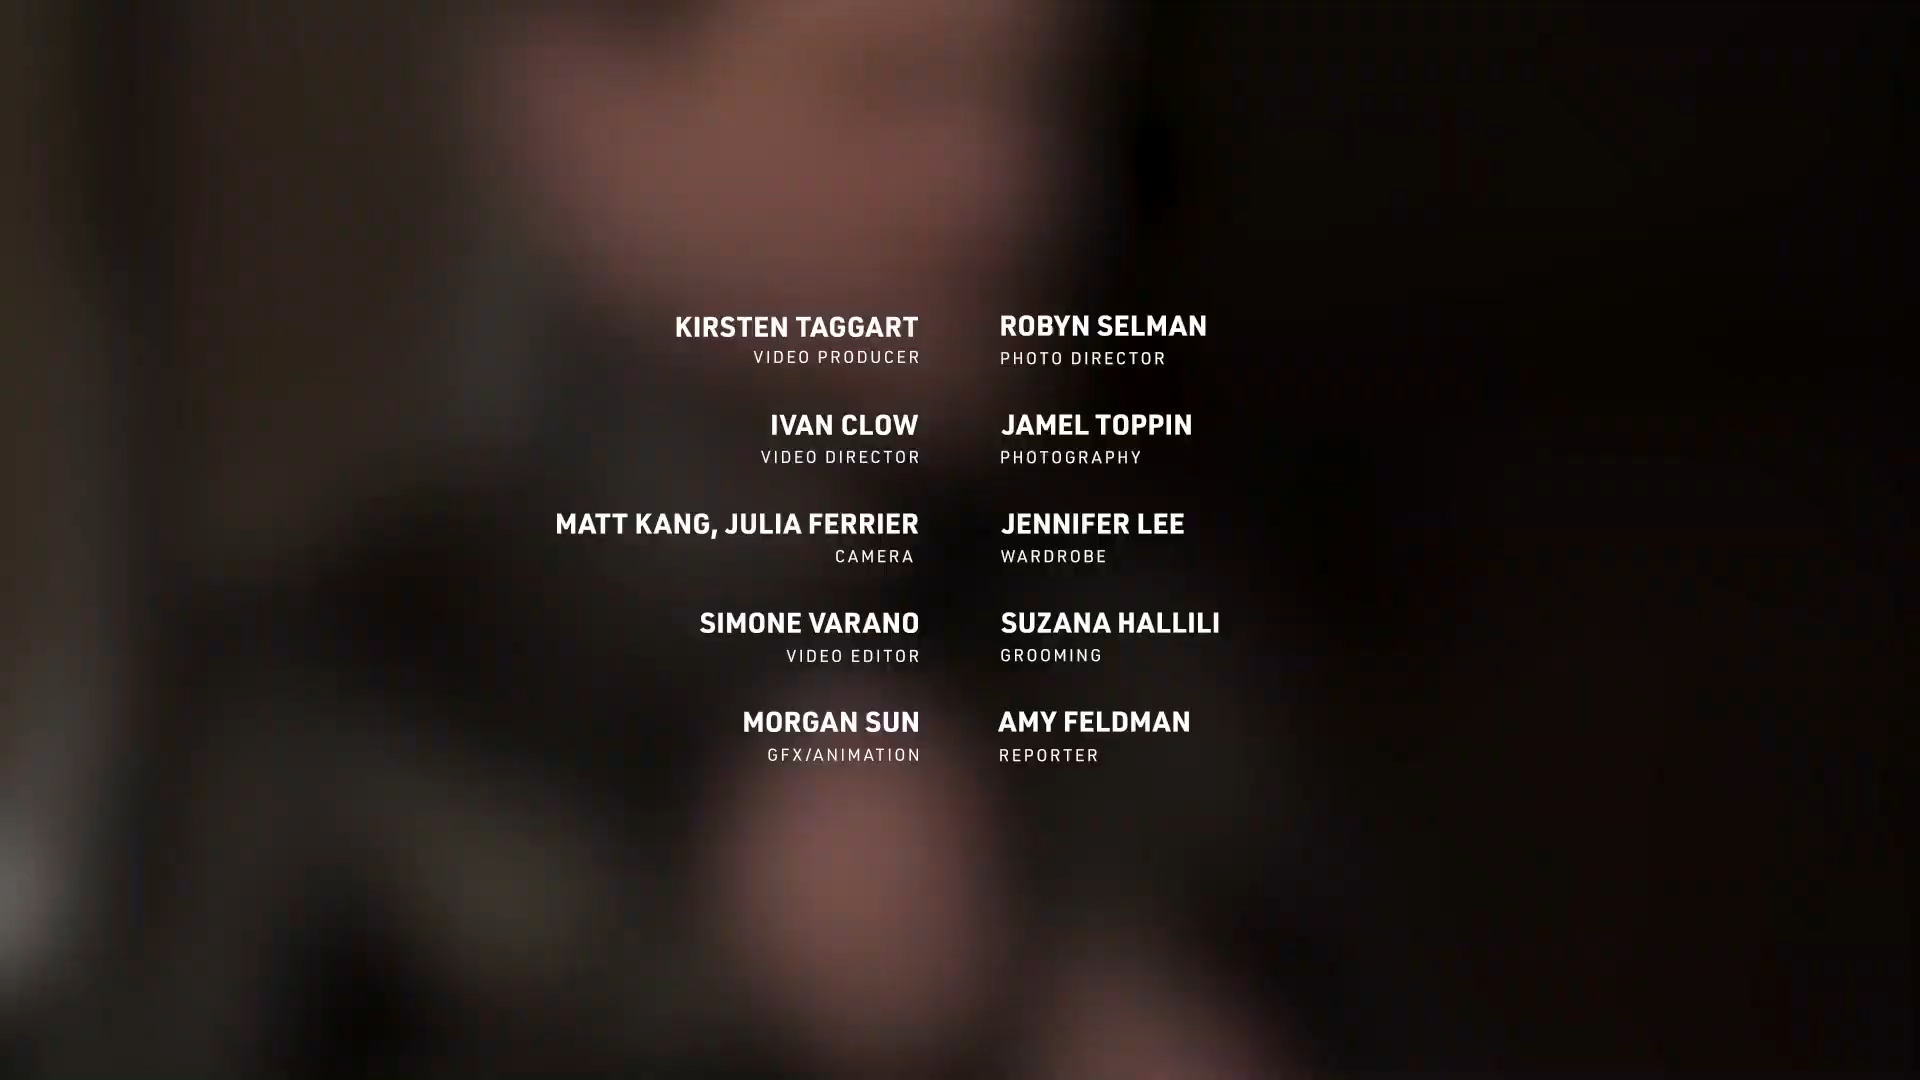 KIRSTEN TAGGART
VIDEO PRODUCER
IVAN CLOW
VIDEO DIRECTOR
MATT KANG, JULIA FERRIER
CAMERA
SIMONE VARANO
VIDEO EDITOR
MORGAN SUN
GFX/ANIMATION
ROBYN SELMAN
PHOTO DIRECTOR
JAMEL TOPPIN
PHOTOGRAPHY
JENNIFER LEE
WARDROBE
SUZANA HALLILI
GROOMING
AMY FELDMAN
REPORTER